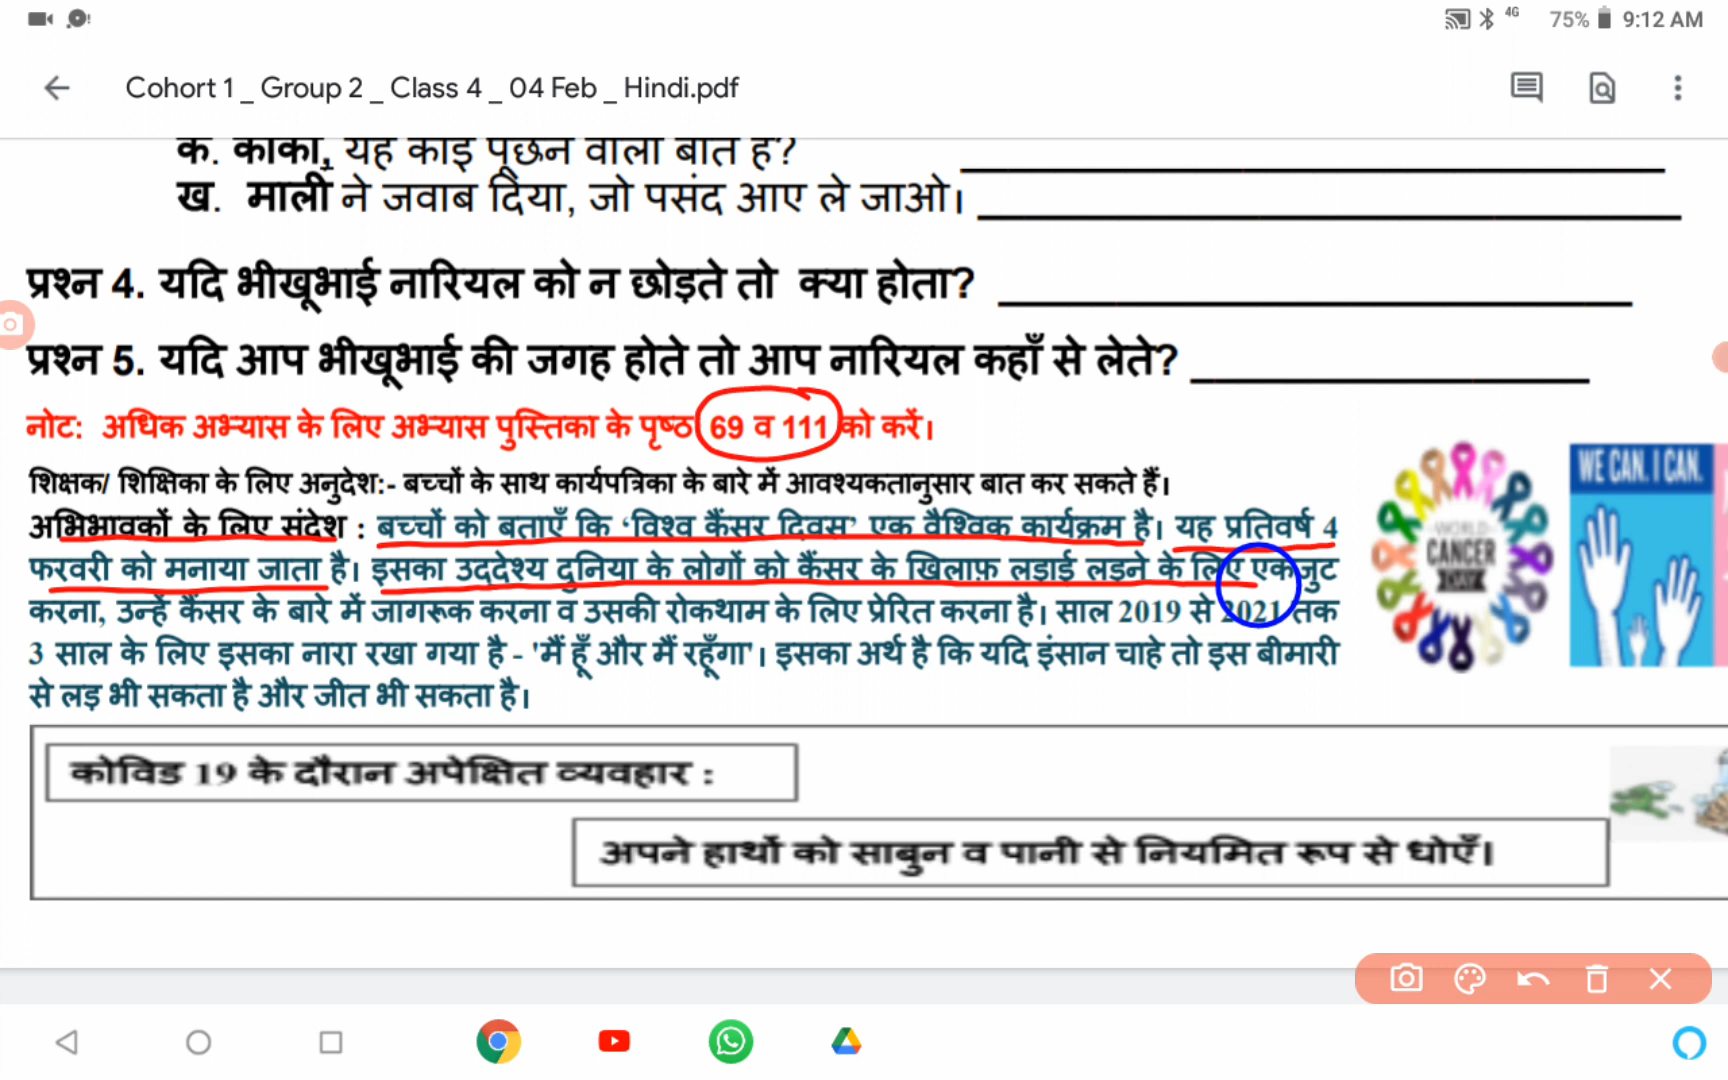 4G 75% 9:12 AM
Cohort 1 _ Group 2 _ Class 4 _ 04 Feb _ Hindi.pdf
क. काका, यह कोई पूछने वाली बात है?
ख. माली ने जवाब दिया, जो पसंद आए ले जाओ।
प्रश्न 4. यदि भीखूभाई नारियल को न छोड़ते तो क्या होता?
प्रश्न 5. यदि आप भीखूभाई की जगह होते तो आप नारियल कहाँ से लेते?
नोट: अधिक अभ्यास के लिए अभ्यास पुस्तिका के पृष्ठ 69 व 111 को करें।
शिक्षक/ शिक्षिका के लिए अनुदेश:- बच्चों के साथ कार्यपत्रिका के बारे में आवश्यकतानुसार बात कर सकते हैं।
अभिभावकों के लिए संदेश : बच्चों को बताएँ कि ‘विश्व कैंसर दिवस’ एक वैश्विक कार्यक्रम है। यह प्रतिवर्ष 4
फरवरी को मनाया जाता है। इसका उददेश्य दुनिया के लोगों को कैंसर के खिलाफ़ लड़ाई लड़ने के लिए एकजुट
करना, उन्हें कैंसर के बारे में जागरूक करना व उसकी रोकथाम के लिए प्रेरित करना है। साल 2019 से 2021 तक
3 साल के लिए इसका नारा रखा गया है - 'मैं हूँ और मैं रहूँगा'। इसका अर्थ है कि यदि इंसान चाहे तो इस बीमारी
से लड़ भी सकता है और जीत भी सकता है।
WORLD
CANCER
DAY
WE CAN. I CAN.
कोविड 19 के दौरान अपेक्षित व्यवहार :
अपने हाथों को साबुन व पानी से नियमित रूप से धोएँ।